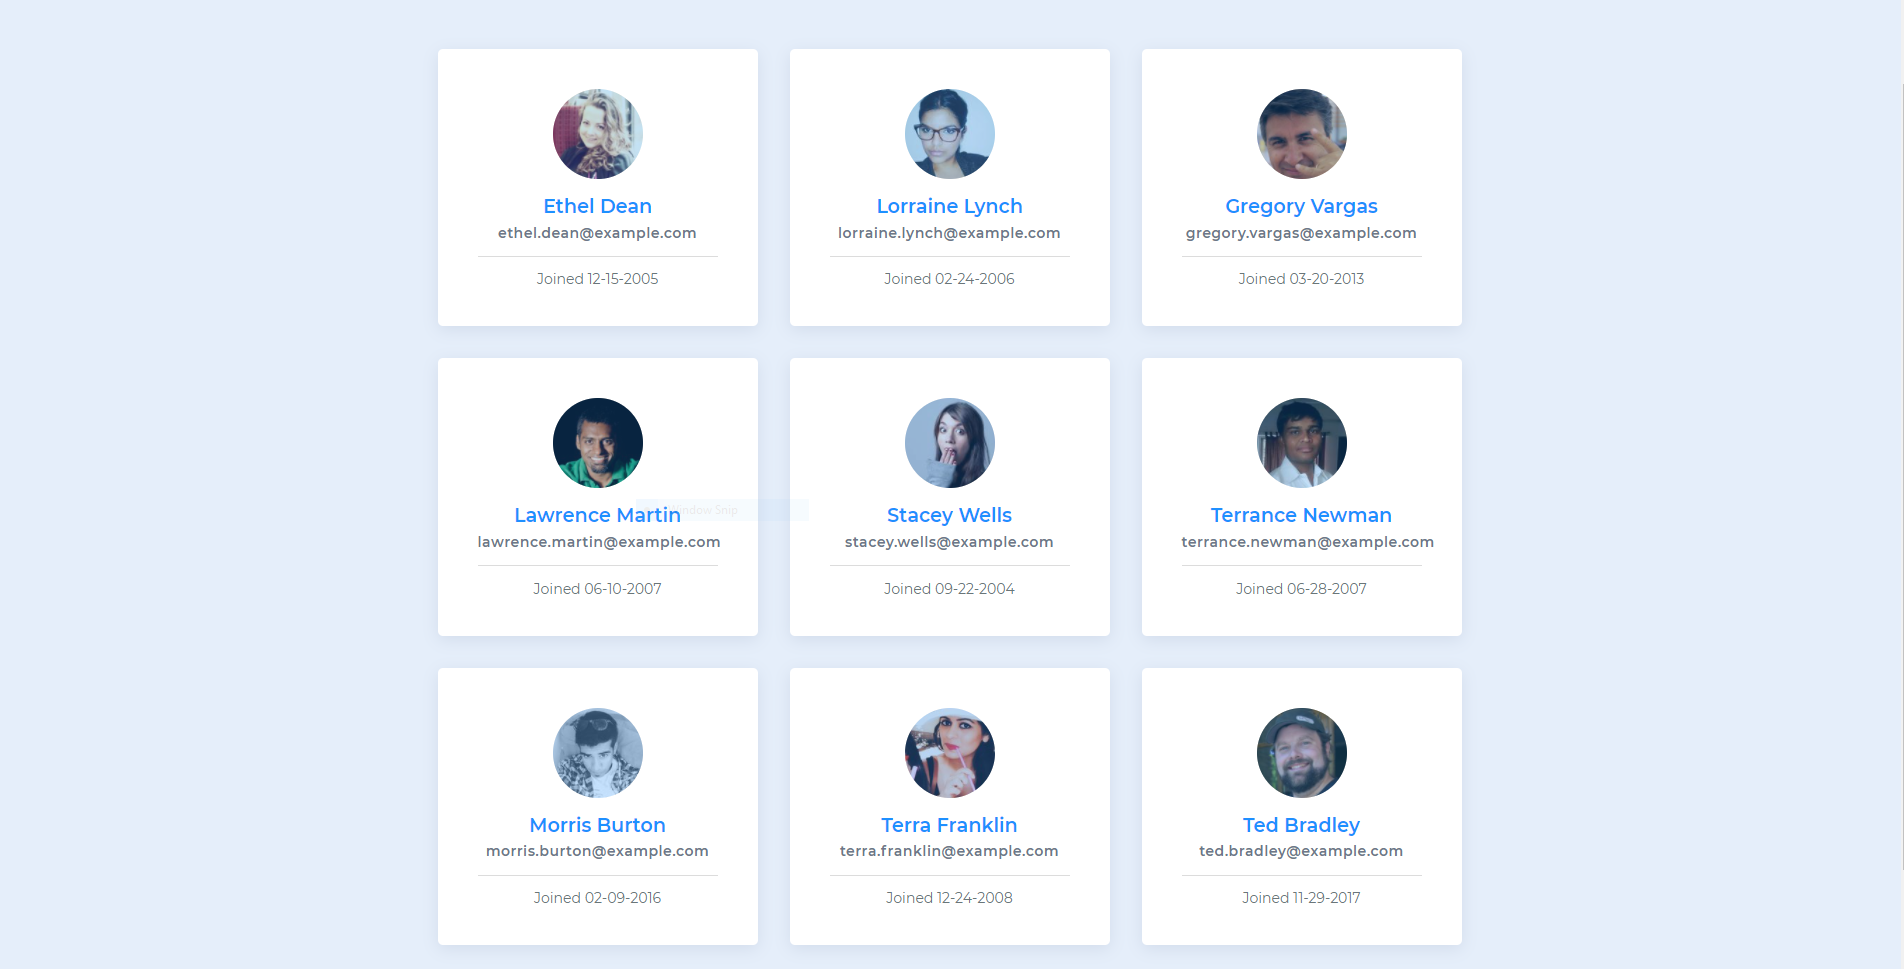 Ethel Dean
ethel.dean@example.com
Joined 12-15-2005
Lorraine Lynch
lorraine.lynch@example.com
Joined 02-24-2006
Gregory Vargas
gregory.vargas@example.com
Joined 03-20-2013
Lawrence Martin
Window Snip
lawrence.martin@example.com
Joined 06-10-2007
Stacey Wells
stacey.wells@example.com
Joined 09-22-2004
Terrance Newman
terrance.newman@example.com
Joined 06-28-2007
Morris Burton
morris.burton@example.com
Joined 02-09-2016
Terra Franklin
terra.franklin@example.com
Joined 12-24-2008
Ted Bradley
ted.bradley@example.com
Joined 11-29-2017